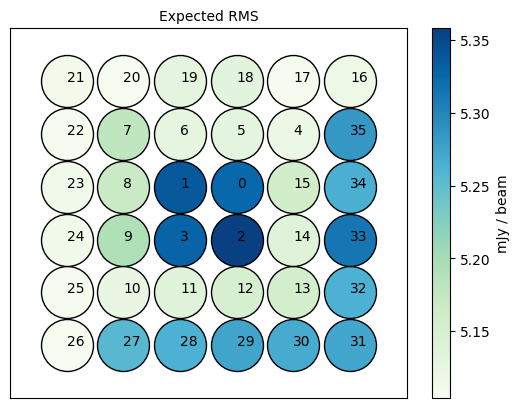 Expected RMS
21 20 19 18 17 16
22 7 6 5 4 35
23 8 1 0 15 34
24 9 3 2 14 33
25 10 11 12 13 32
26 27 28 29 30 31
5.35
5.30
5.25
5.20
5.15
mJy / beam